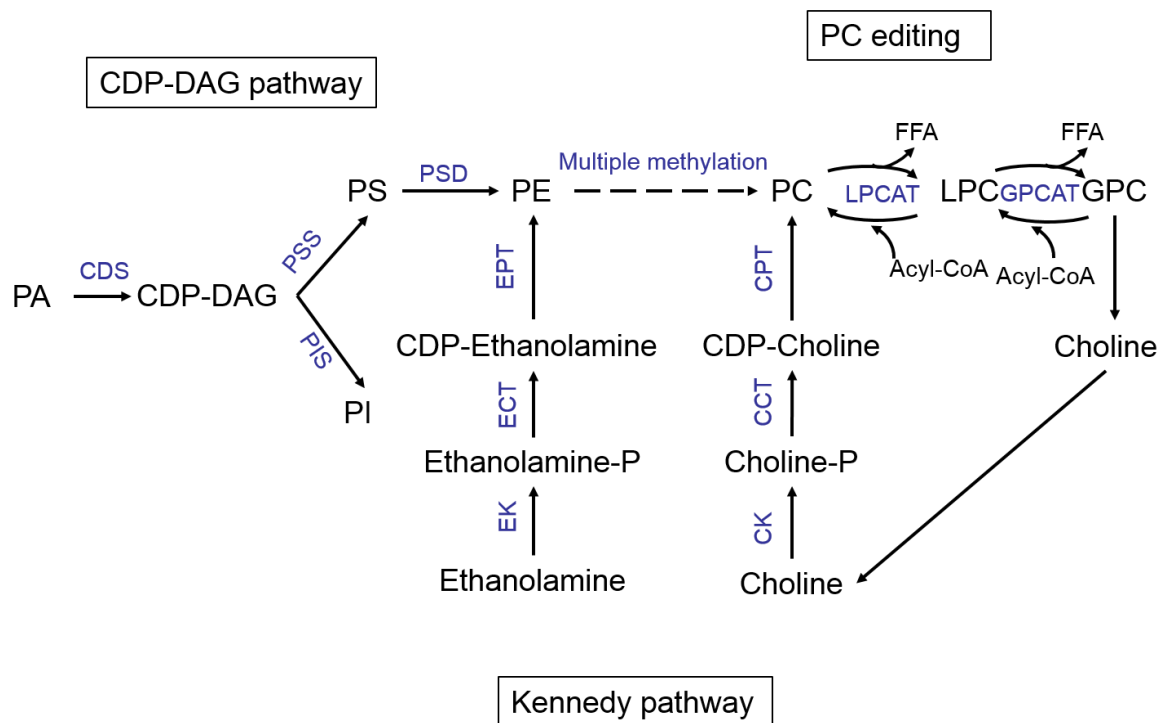 PC editing
CDP-DAG pathway
FFA
FFA
Multiple methylation
PSD
PS
PE
PC
LPCAT
LPC
GPCAT
GPC
PSS
CDS
EPT
CPT
Acyl-CoA
Acyl-CoA
PA
CDP-DAG
PIS
CDP-Ethanolamine
CDP-Choline
Choline
PI
ECT
CCT
Ethanolamine-P
Choline-P
EK
CK
Ethanolamine
Choline
Kennedy pathway